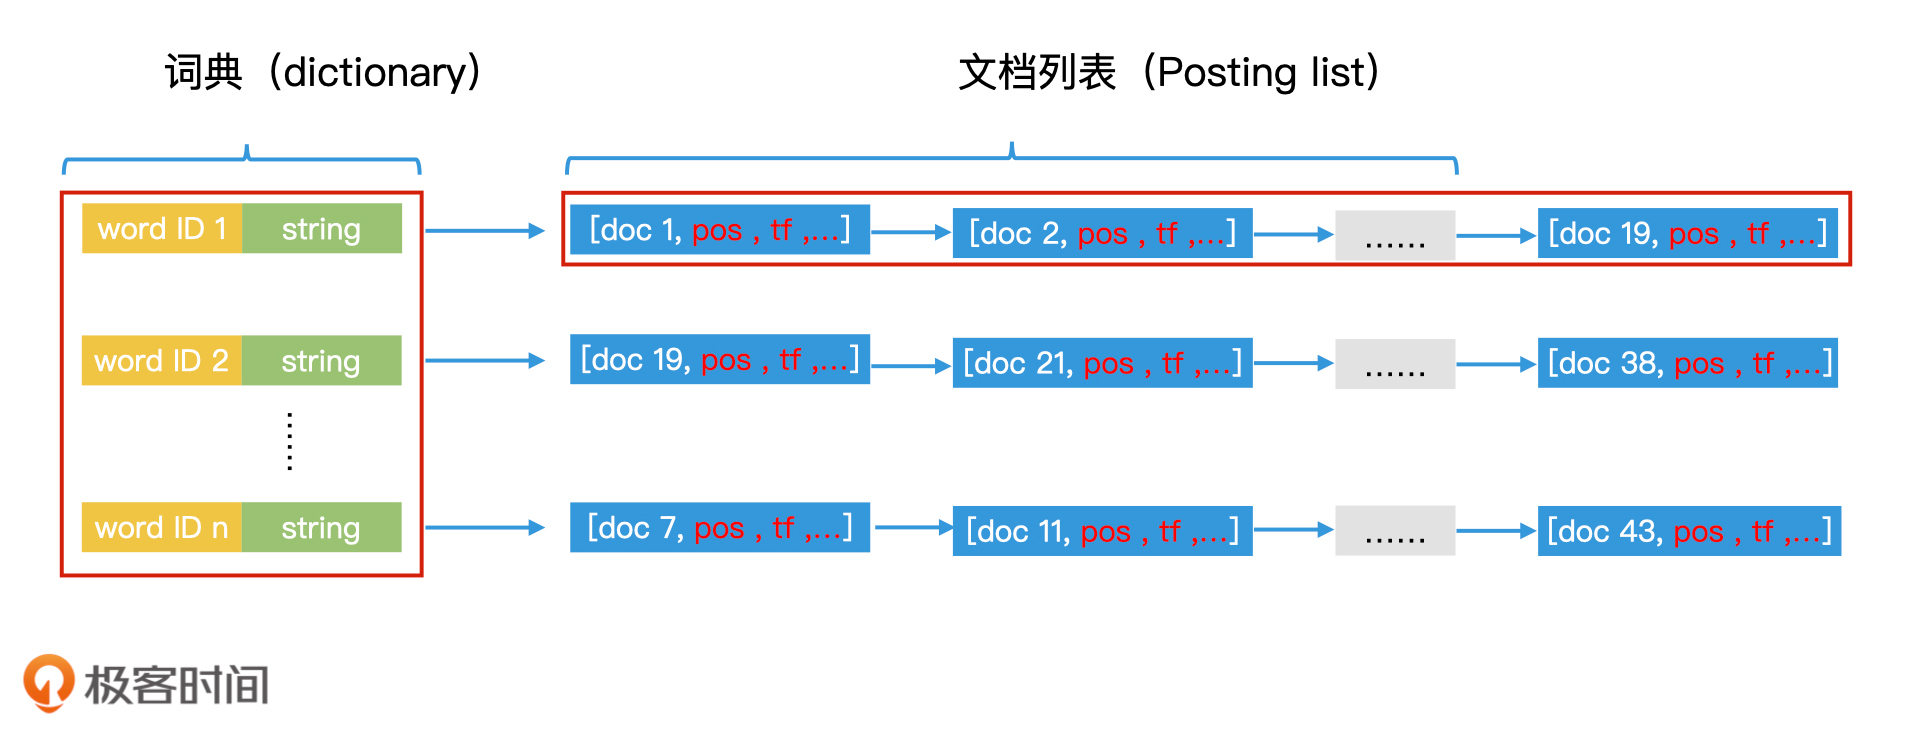 词典（dictionary） 文档列表（Posting list）
word ID 1 string [doc 1, pos , tf ,...] [doc 2, pos , tf ,...] ...... [doc 19, pos , tf ,...]
word ID 2 string [doc 19, pos , tf ,...] [doc 21, pos , tf ,...] ...... [doc 38, pos , tf ,...]
......
word ID n string [doc 7, pos , tf ,...] [doc 11, pos , tf ,...] ...... [doc 43, pos , tf ,...]
极客时间